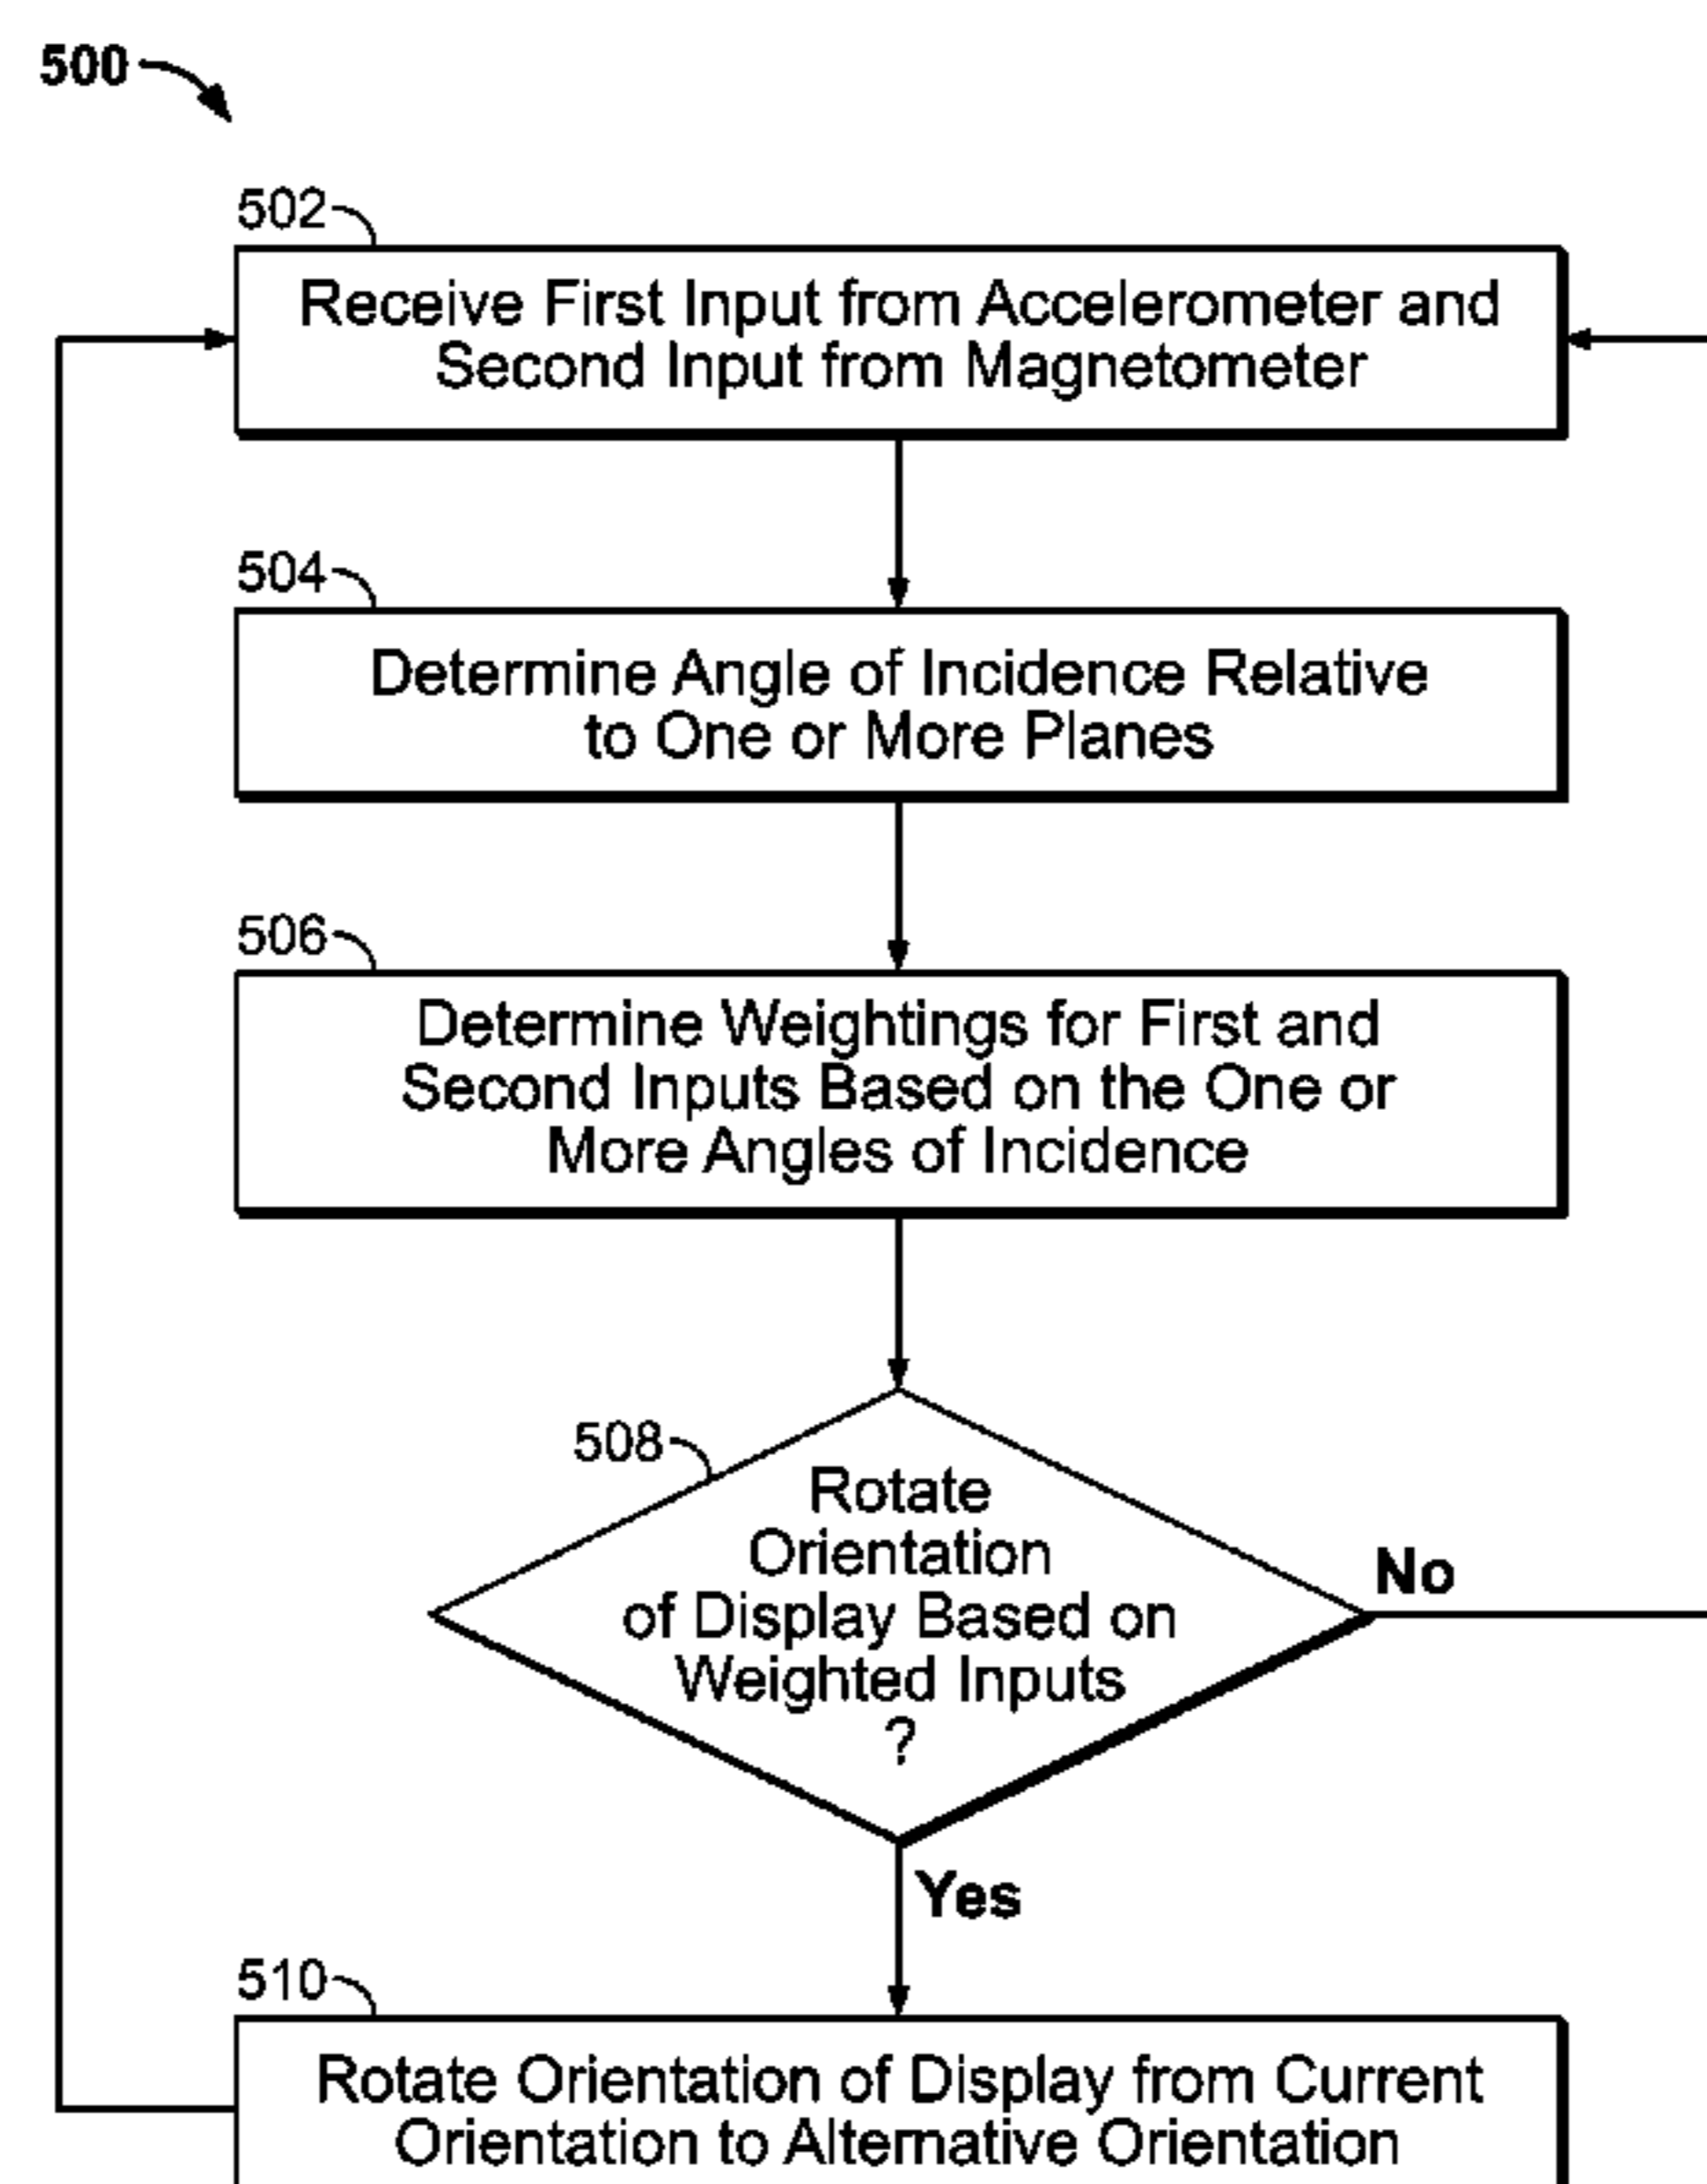 500
502
Receive First Input from Accelerometer and
Second Input from Magnetometer
504
Determine Angle of Incidence Relative
to One or More Planes
506
Determine Weightings for First and
Second Inputs Based on the One or
More Angles of Incidence
508
Rotate
Orientation
of Display Based on
Weighted Inputs
?
No
Yes
510
Rotate Orientation of Display from Current
Orientation to Alternative Orientation